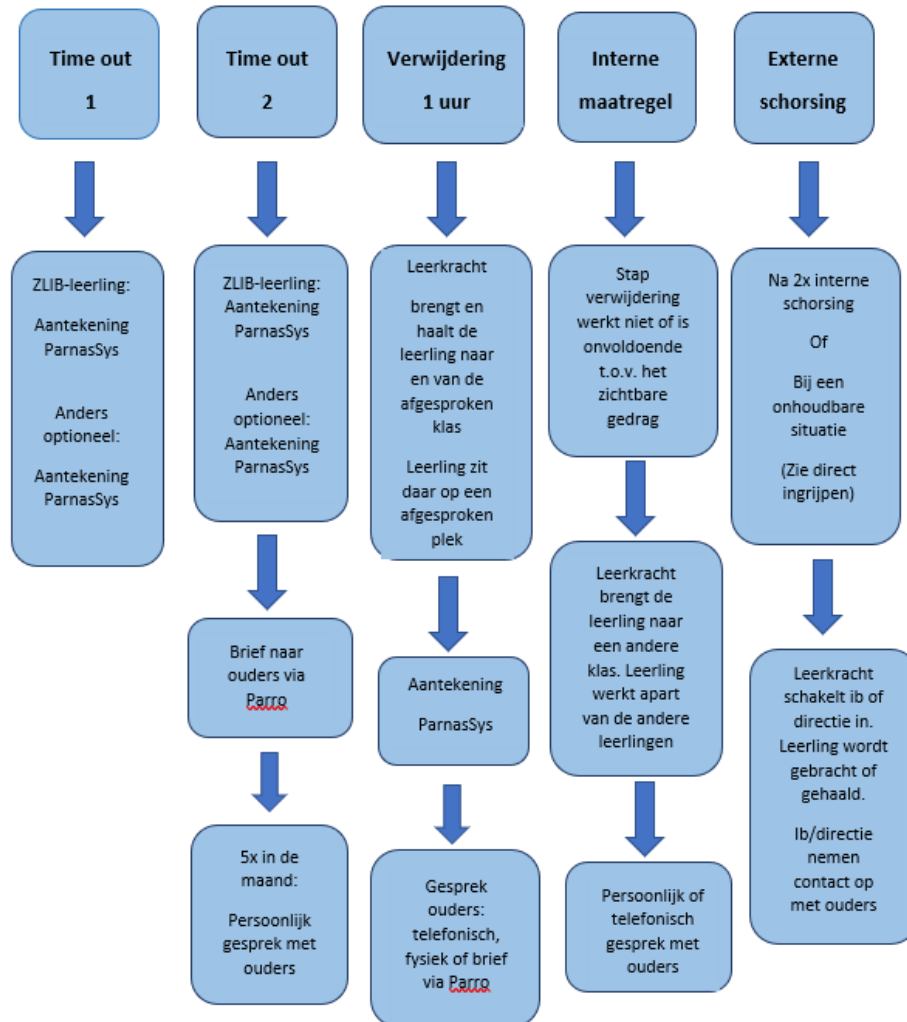 Time out
1
ZLIB-leerling:
Aantekening
ParnasSys
Anders
optioneel:
Aantekening
ParnasSys
Time out
2
ZLIB-leerling:
Aantekening
ParnasSys
Anders
optioneel:
Aantekening
ParnasSys
Brief naar
ouders via
Parro
5x in de
maand:
Persoonlijk
gesprek met
ouders
Verwijdering
1 uur
Leerkracht
brengt en
haalt de
leerling naar
en van de
afgesproken
klas
Leerling zit
daar op een
afgesproken
plek
Aantekening
ParnasSys
Gesprek
ouders:
telefonisch,
fysiek of brief
via Parro
Interne
maatregel
Stap
verwijdering
werkt niet of is
onvoldoende
t.o.v. het
zichtbare
gedrag
Leerkracht
brengt de
leerling naar
een andere
klas. Leerling
werkt apart
van de andere
leerlingen
Persoonlijk of
telefonisch
gesprek met
ouders
Externe
schorsing
Na 2x interne
schorsing
Of
Bij een
onhoudbare
situatie
(Zie direct
ingrijpen)
Leerkracht
schakelt ib of
directie in.
Leerling wordt
gebracht of
gehaald.
Ib/directie
nemen
contact op
met ouders